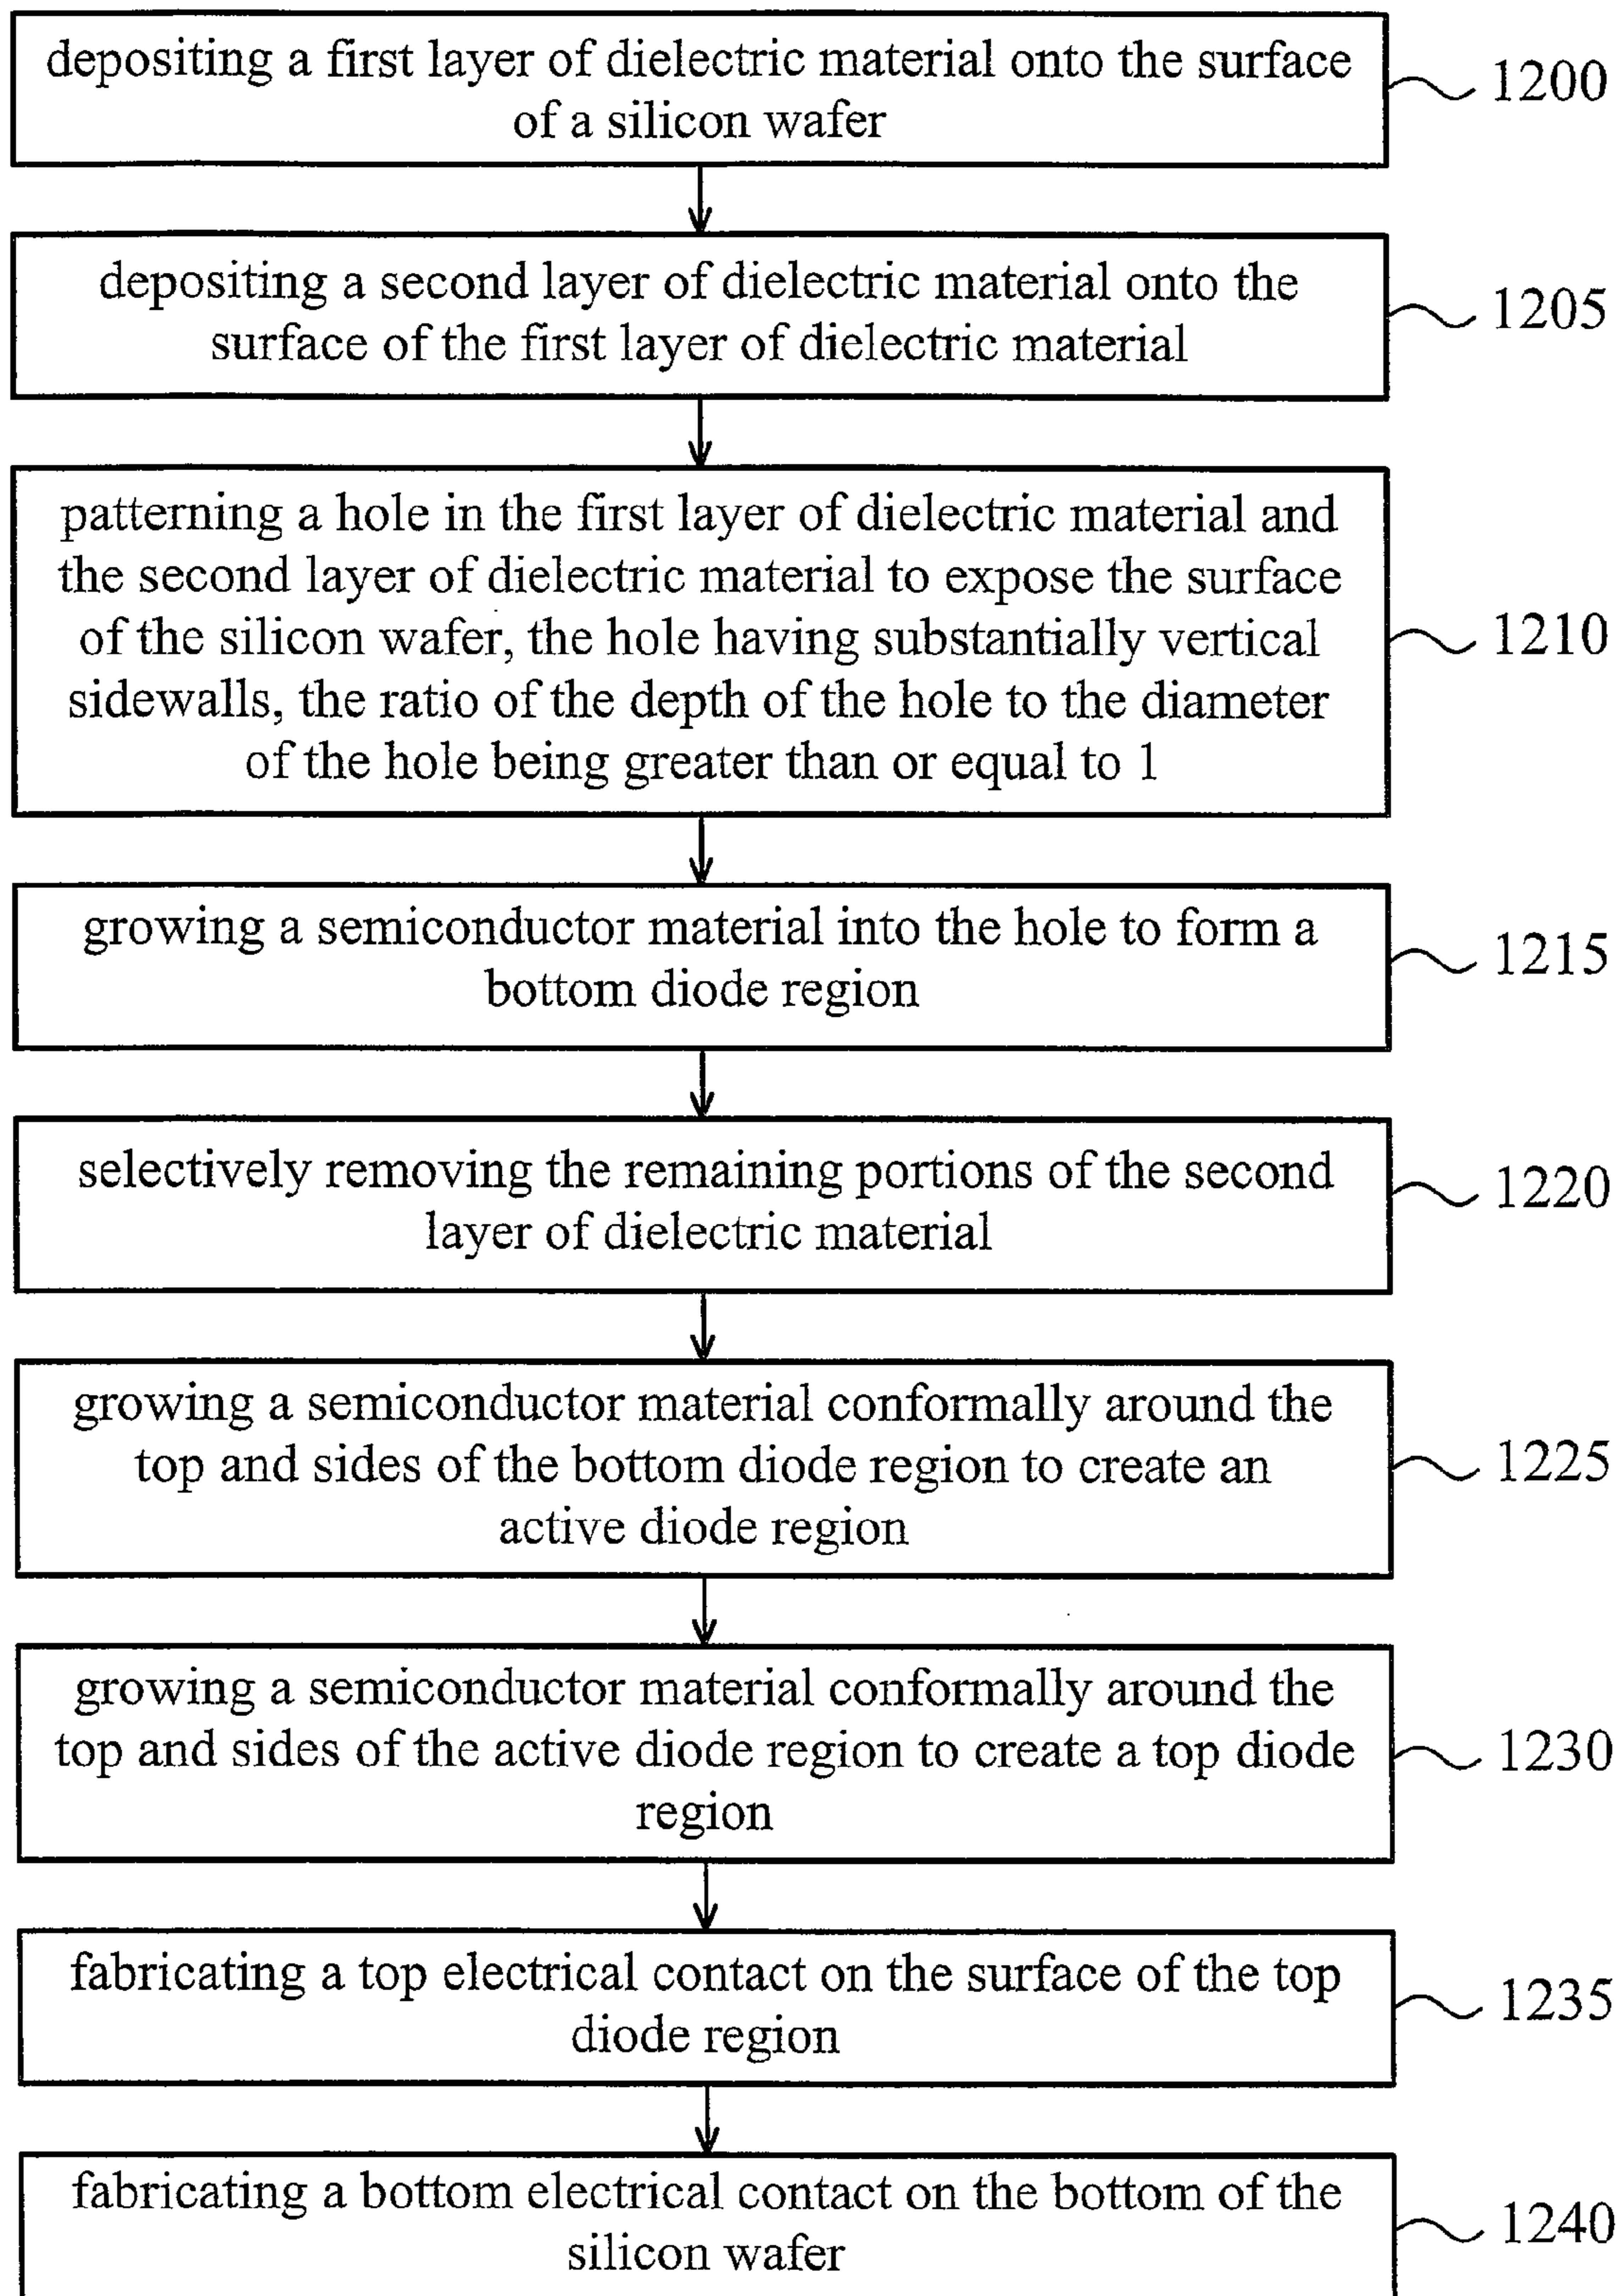 depositing a first layer of dielectric material onto the surface
of a silicon wafer
1200
depositing a second layer of dielectric material onto the
surface of the first layer of dielectric material
1205
patterning a hole in the first layer of dielectric material and
the second layer of dielectric material to expose the surface
of the silicon wafer, the hole having substantially vertical
sidewalls, the ratio of the depth of the hole to the diameter
of the hole being greater than or equal to 1
1210
growing a semiconductor material into the hole to form a
bottom diode region
1215
selectively removing the remaining portions of the second
layer of dielectric material
1220
growing a semiconductor material conformally around the
top and sides of the bottom diode region to create an
active diode region
1225
growing a semiconductor material conformally around the
top and sides of the active diode region to create a top diode
region
1230
fabricating a top electrical contact on the surface of the top
diode region
1235
fabricating a bottom electrical contact on the bottom of the
silicon wafer
1240